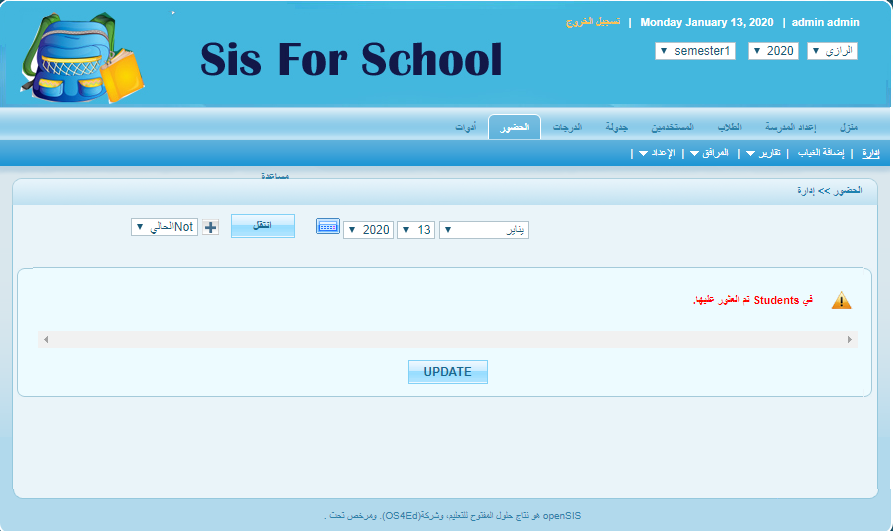 admin admin | Monday January 13, 2020 | تسجيل الخروج
Sis For School
الرازي 2020 semester1
منزل إعداد المدرسة الطلاب المستخدمين جدولة الدرجات الحضور أدوات
إدارة | إضافة الغياب | تقارير | المرافق | الإعداد |
مساعدة
الحضور >> إدارة
يناير 13 2020 انتقل Notالحالي
في Students تم العثور عليها.
UPDATE
openSIS هو نتاج حلول المفتوح للتعليم، وشركة(OS4Ed). ومرخص تحت .